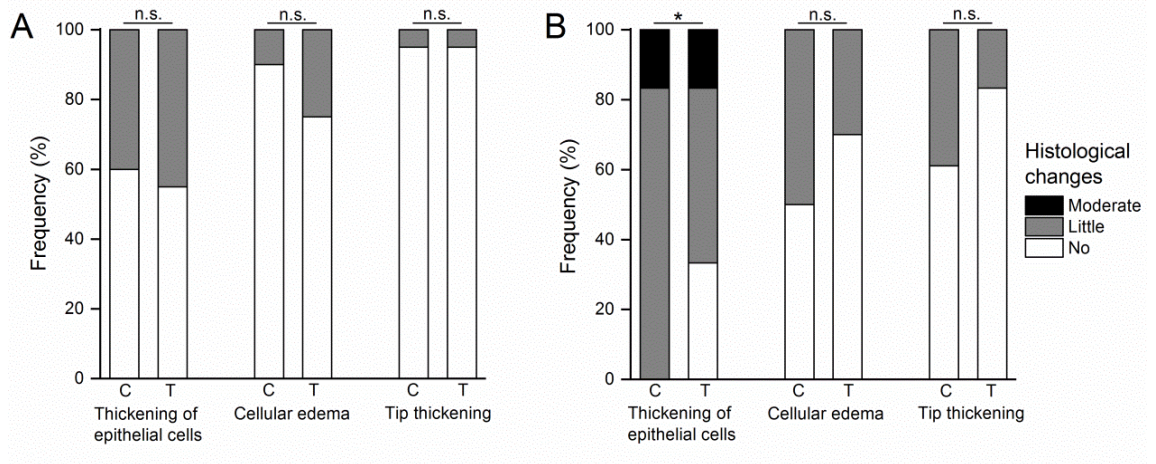 A
n.s.
n.s.
n.s.
100
80
60
40
20
0
Frequency (%)
C T
C T
C T
Thickening of
epithelial cells
Cellular edema
Tip thickening
B
*
n.s.
n.s.
100
80
60
40
20
0
Frequency (%)
C T
C T
C T
Thickening of
epithelial cells
Cellular edema
Tip thickening
Histological
changes
Moderate
Little
No